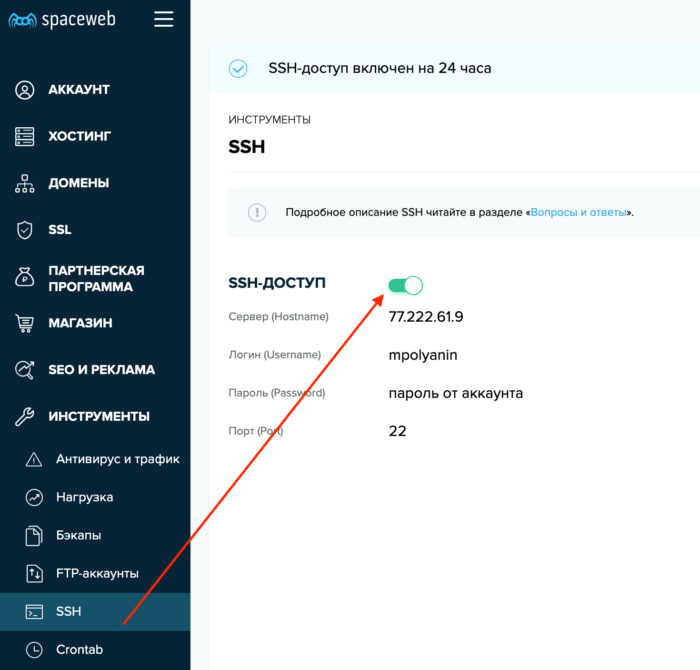 spaceweb
АККАУНТ
ХОСТИНГ
ДОМЕНЫ
SSL
ПАРТНЕРСКАЯ
ПРОГРАММА
МАГАЗИН
SEO И РЕКЛАМА
ИНСТРУМЕНТЫ
Антивирус и трафик
Нагрузка
Бэкапы
FTP-аккаунты
SSH
Crontab
SSH-доступ включен на 24 часа
ИНСТРУМЕНТЫ
SSH
Подробное описание SSH читайте в разделе «Вопросы и ответы».
SSH-ДОСТУП
Сервер (Hostname) 77.222.61.9
Логин (Username) mpolyanin
Пароль (Password) пароль от аккаунта
Порт (Port) 22